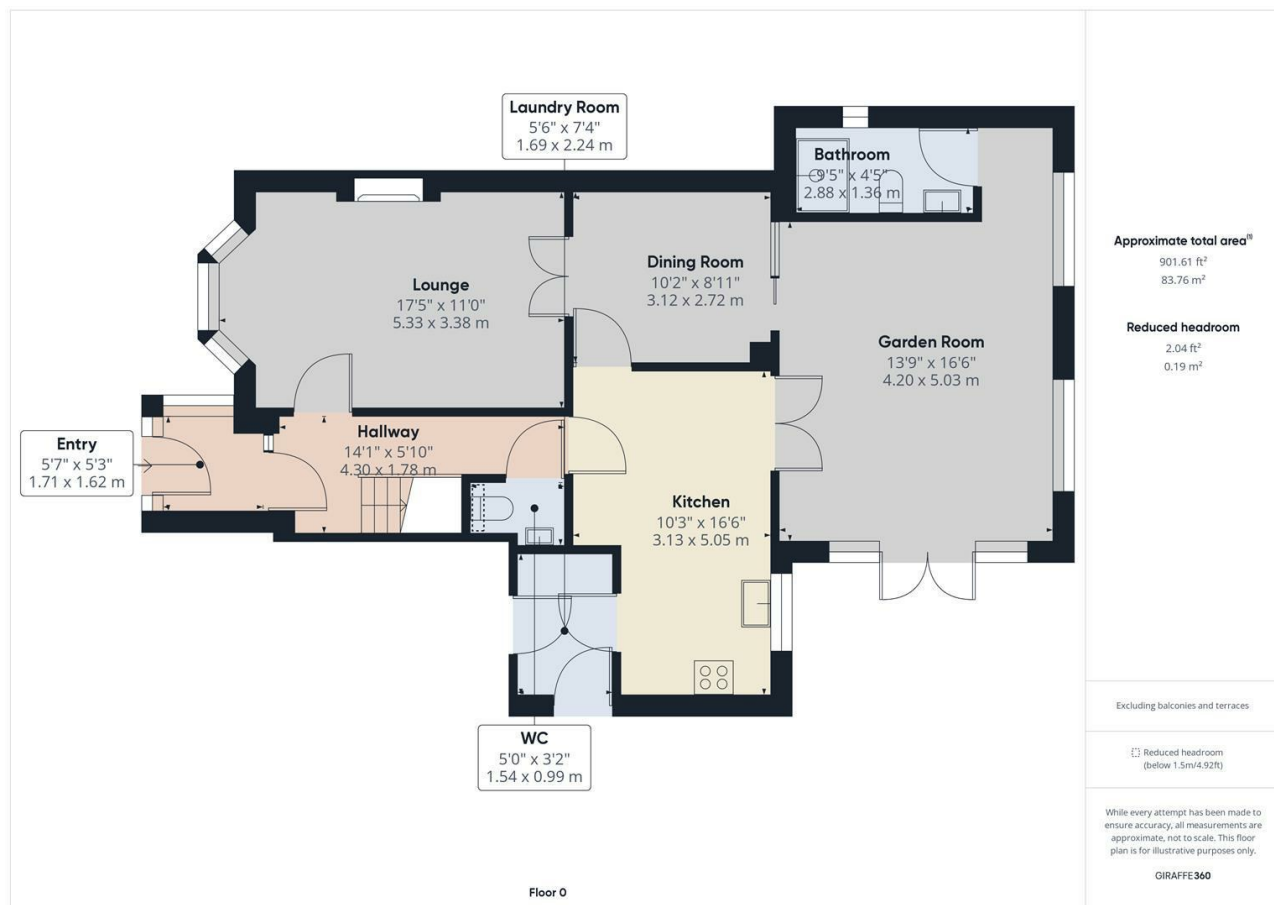 Laundry Room
5'6" x 7'4"
1.69 x 2.24 m
Bathroom
9'5" x 4'5"
2.88 x 1.36 m
Lounge
17'5" x 11'0"
5.33 x 3.38 m
Dining Room
10'2" x 8'11"
3.12 x 2.72 m
Garden Room
13'9" x 16'6"
4.20 x 5.03 m
Entry
5'7" x 5'3"
1.71 x 1.62 m
Hallway
14'1" x 5'10"
4.30 x 1.78 m
Kitchen
10'3" x 16'6"
3.13 x 5.05 m
WC
5'0" x 3'2"
1.54 x 0.99 m
Floor 0
Approximate total area⁽¹⁾
901.61 ft²
83.76 m²
Reduced headroom
2.04 ft²
0.19 m²
Excluding balconies and terraces
Reduced headroom
(below 1.5m/4.92ft)
While every attempt has been made to
ensure accuracy, all measurements are
approximate, not to scale. This floor
plan is for illustrative purposes only.
GIRAFFE360